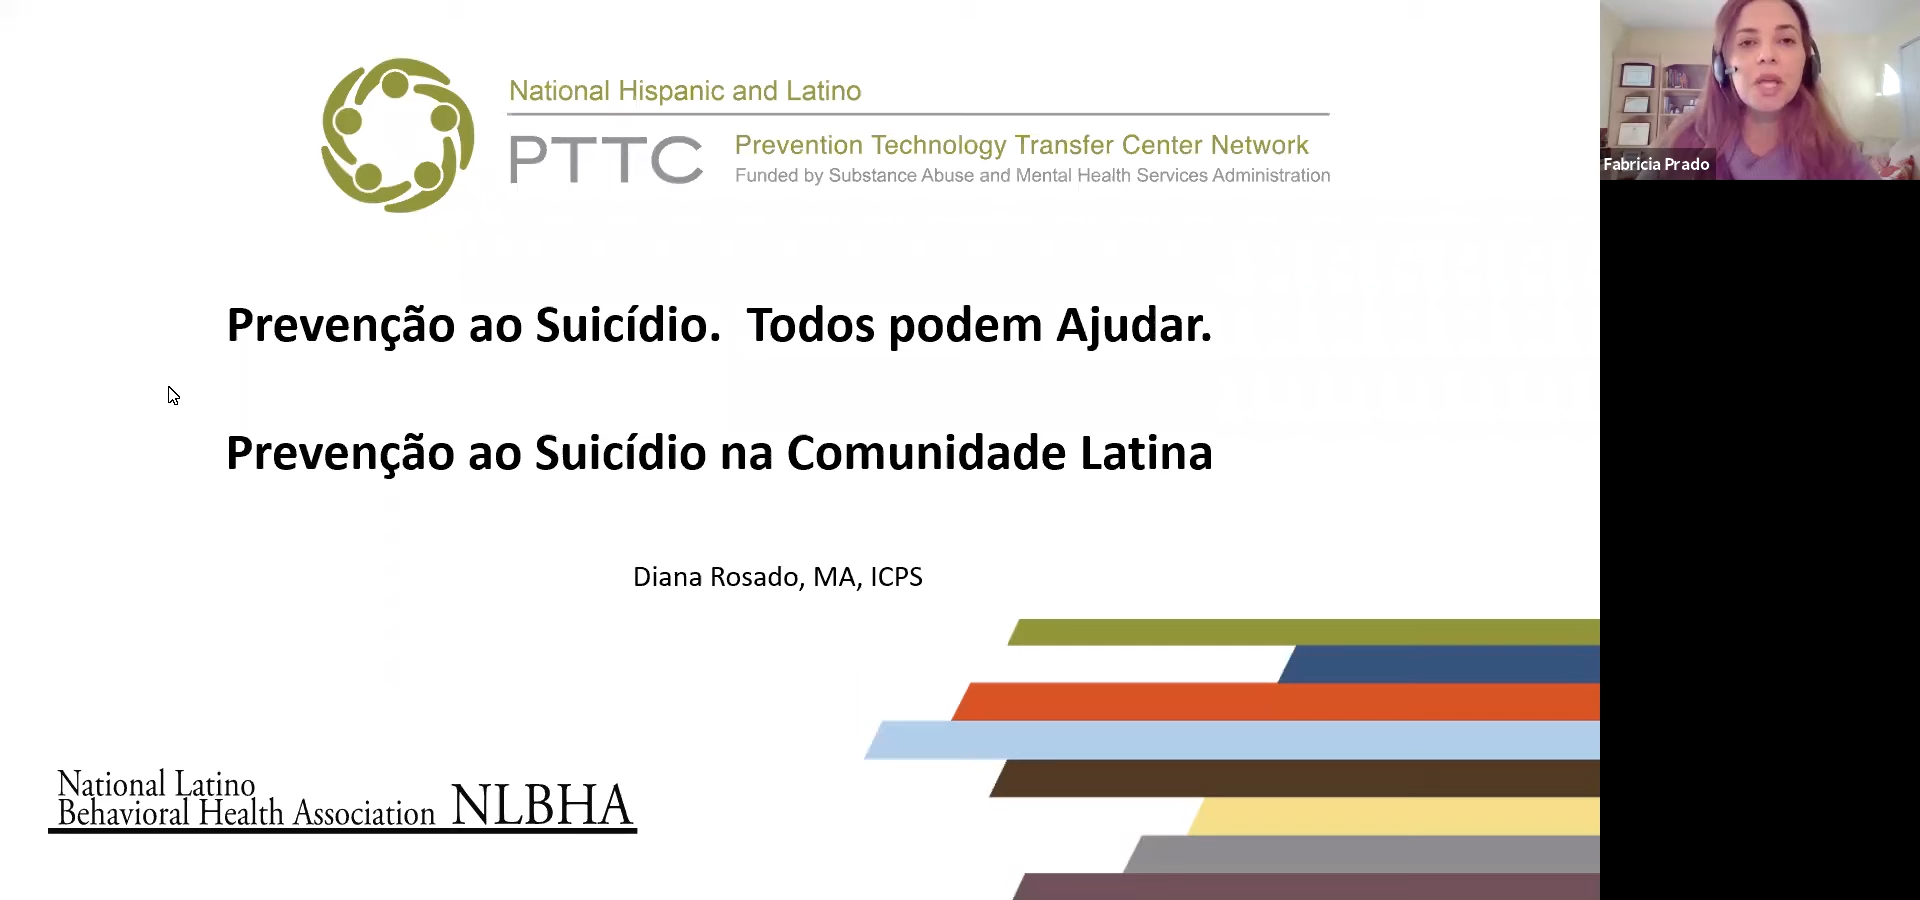 National Hispanic and Latino
PTTC
Prevention Technology Transfer Center Network
Funded by Substance Abuse and Mental Health Services Administration
Fabricia Prado
Prevenção ao Suicídio.  Todos podem Ajudar.
Prevenção ao Suicídio na Comunidade Latina
Diana Rosado, MA, ICPS
National Latino
Behavioral Health Association NLBHA